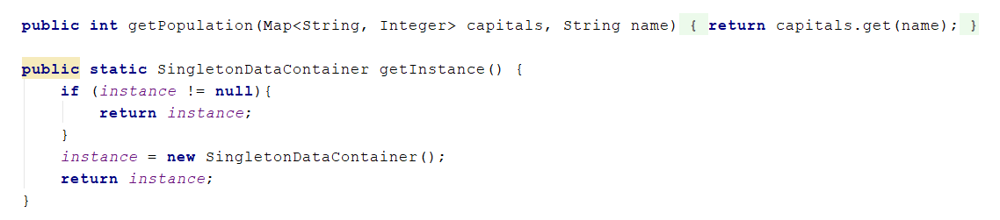 public int getPopulation(Map<String, Integer> capitals, String name) { return capitals.get(name); }
public static SingletonDataContainer getInstance() {
if (instance != null){
return instance;
}
instance = new SingletonDataContainer();
return instance;
}